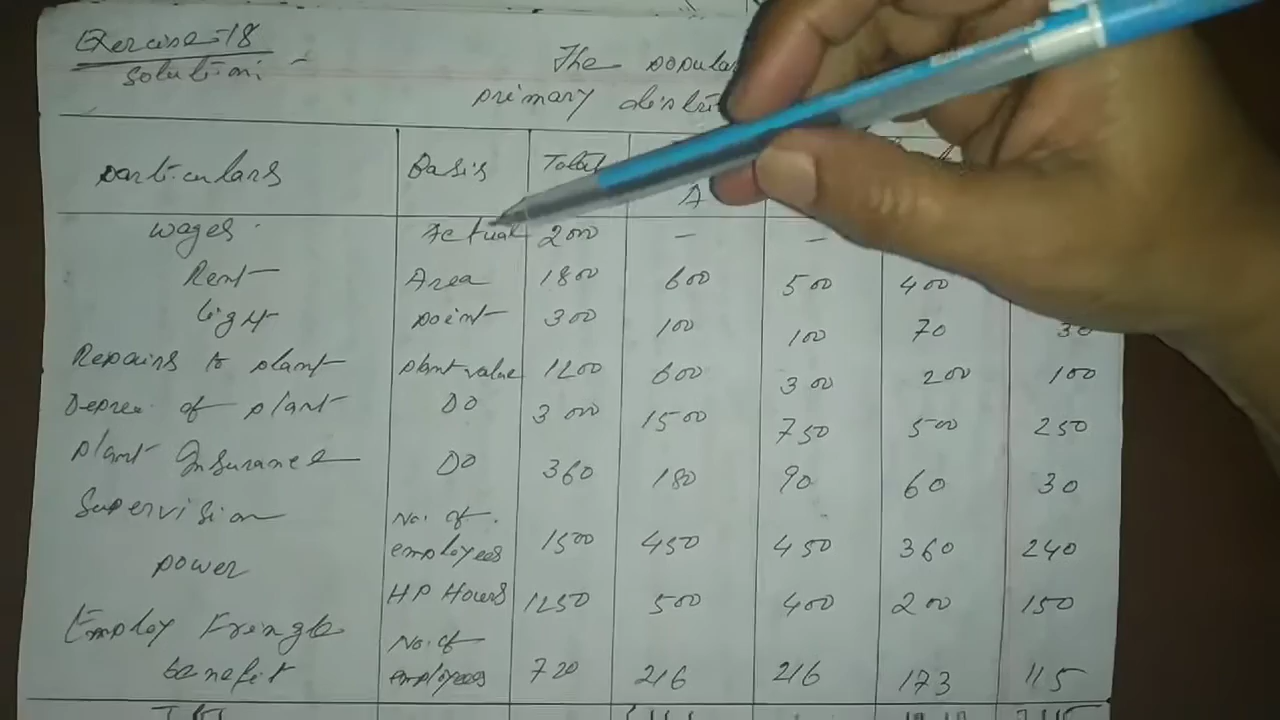 Exercise-18
solution:-
The popular
primary distri
Particulars Basis Total A
Wages Actual 2000 — —
Rent Area 1800 600 500 400
light point 300 100 100 70 30
Repairs to plant plant value 1200 600 300 200 100
Deprec. of plant Do 3000 1500 750 500 250
plant Insurance Do 360 180 90 60 30
Supervision No. of employees 1500 450 450 360 240
power HP Hours 1250 500 400 200 150
Employ Fringle benefit No. of employees 720 216 216 173 115